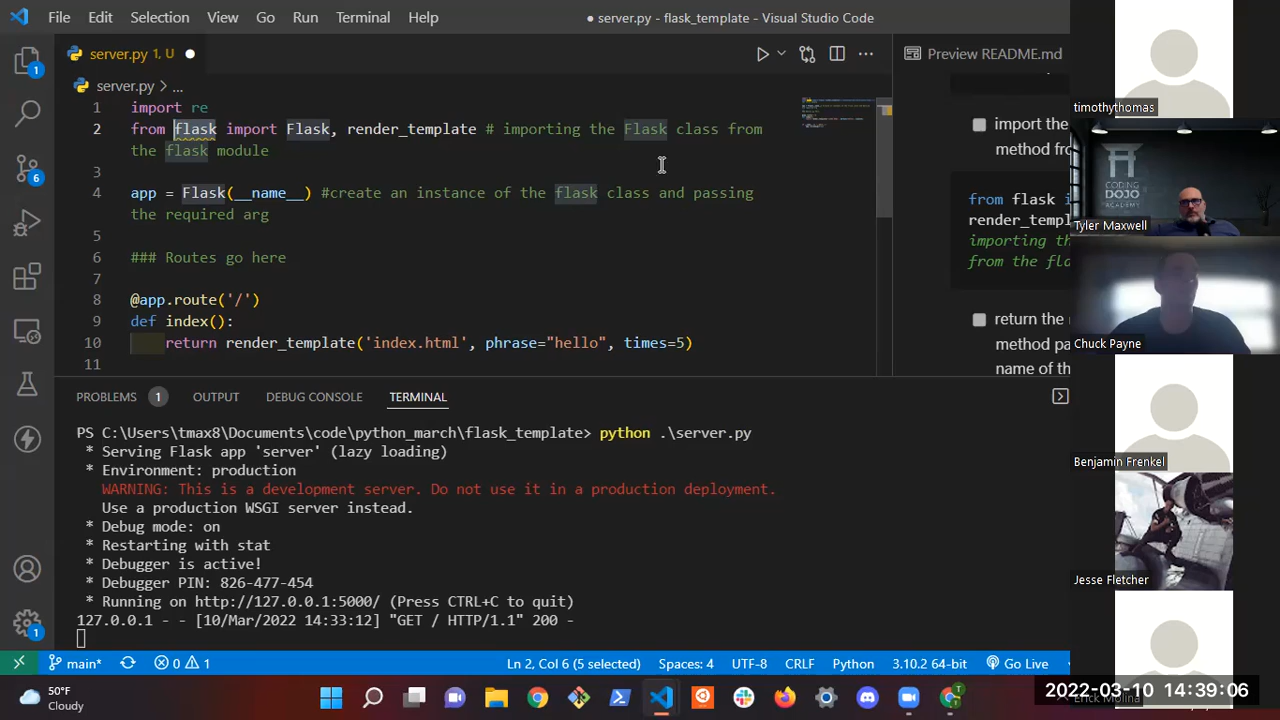 File Edit Selection View Go Run Terminal Help
● server.py - flask_template - Visual Studio Code
server.py 1, U ●
server.py > ...
1 import re
2 from flask import Flask, render_template # importing the Flask class from
the flask module
3
4 app = Flask(__name__) #create an instance of the flask class and passing
the required arg
5
6 ### Routes go here
7
8 @app.route('/')
9 def index():
10 return render_template('index.html', phrase="hello", times=5)
11
Preview README.md
import the
method fro
from flask i
render_templ
importing th
from the fla
return the
method pa
name of th
PROBLEMS 1 OUTPUT DEBUG CONSOLE TERMINAL
PS C:\Users\tmax8\Documents\code\python_march\flask_template> python .\server.py
* Serving Flask app 'server' (lazy loading)
* Environment: production
WARNING: This is a development server. Do not use it in a production deployment.
Use a production WSGI server instead.
* Debug mode: on
* Restarting with stat
* Debugger is active!
* Debugger PIN: 826-477-454
* Running on http://127.0.0.1:5000/ (Press CTRL+C to quit)
127.0.0.1 - - [10/Mar/2022 14:33:12] "GET / HTTP/1.1" 200 -
1
6
1
main* 0 1 Ln 2, Col 6 (5 selected) Spaces: 4 UTF-8 CRLF Python 3.10.2 64-bit Go Live
50°F
Cloudy
timothythomas
CODING
DOJO
ACADEMY
Tyler Maxwell
Chuck Payne
Benjamin Frenkel
Jesse Fletcher
2022-03-10 14:39:06